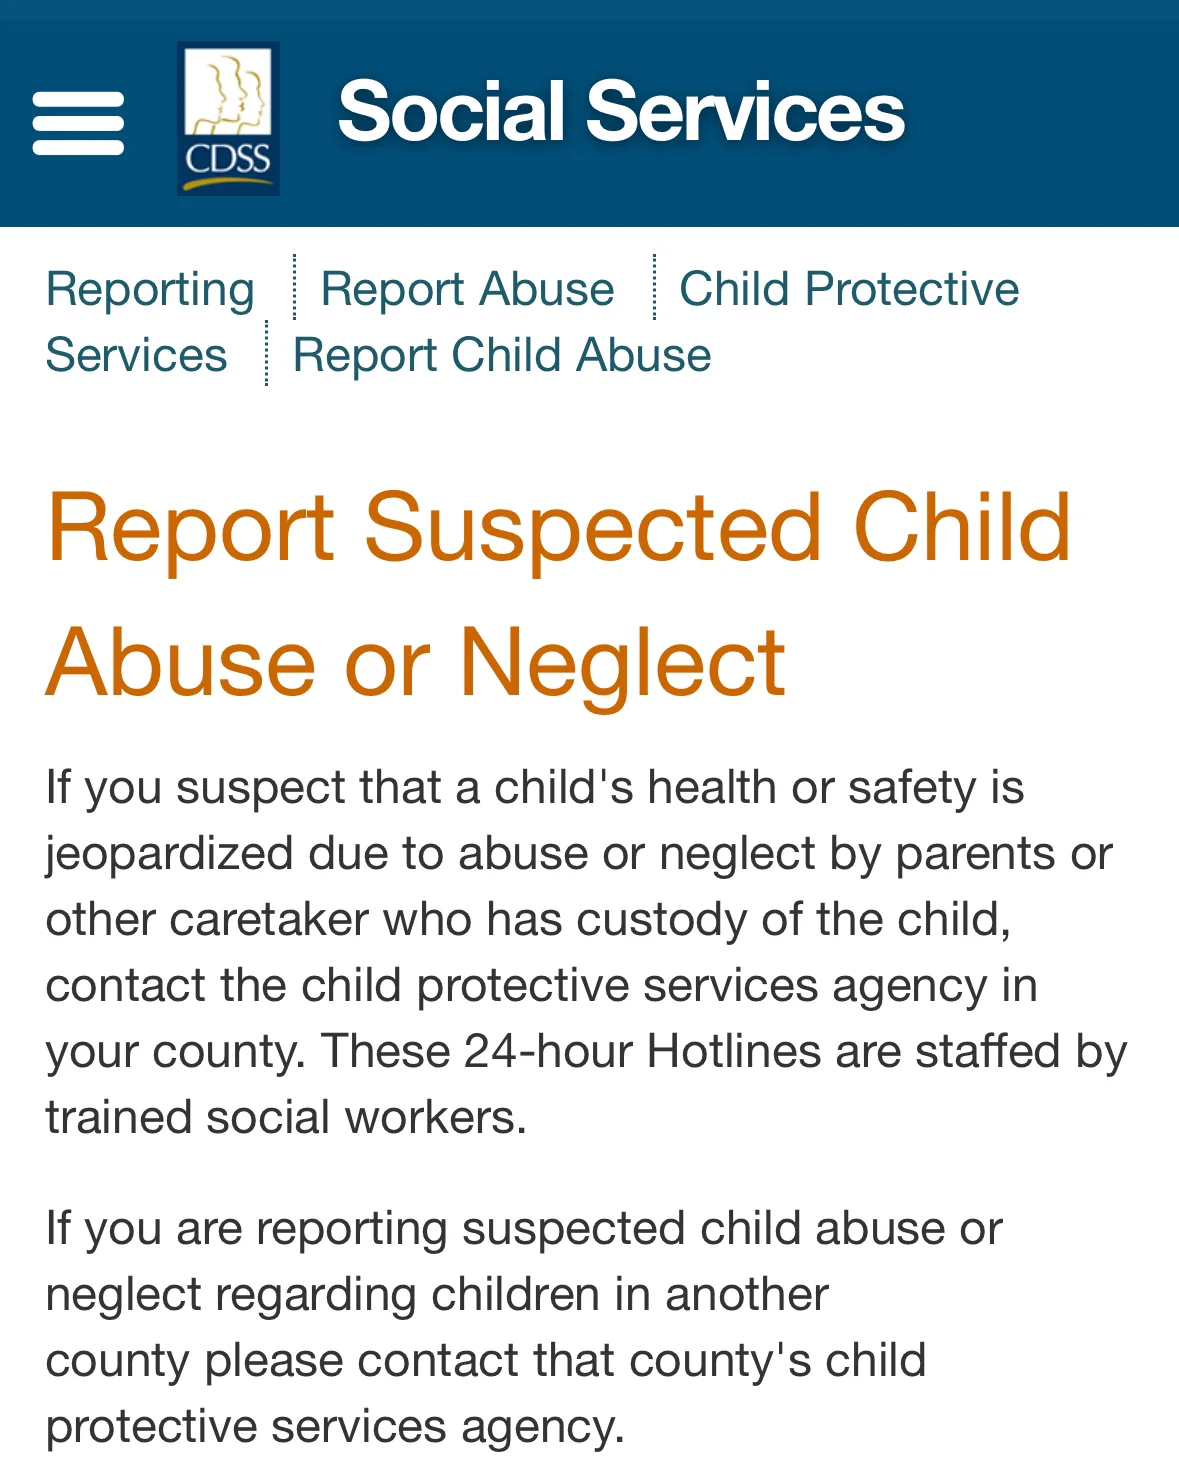 CDSS
Social Services
Reporting Report Abuse Child Protective
Services Report Child Abuse
Report Suspected Child
Abuse or Neglect
If you suspect that a child's health or safety is
jeopardized due to abuse or neglect by parents or
other caretaker who has custody of the child,
contact the child protective services agency in
your county. These 24-hour Hotlines are staffed by
trained social workers.
If you are reporting suspected child abuse or
neglect regarding children in another
county please contact that county's child
protective services agency.